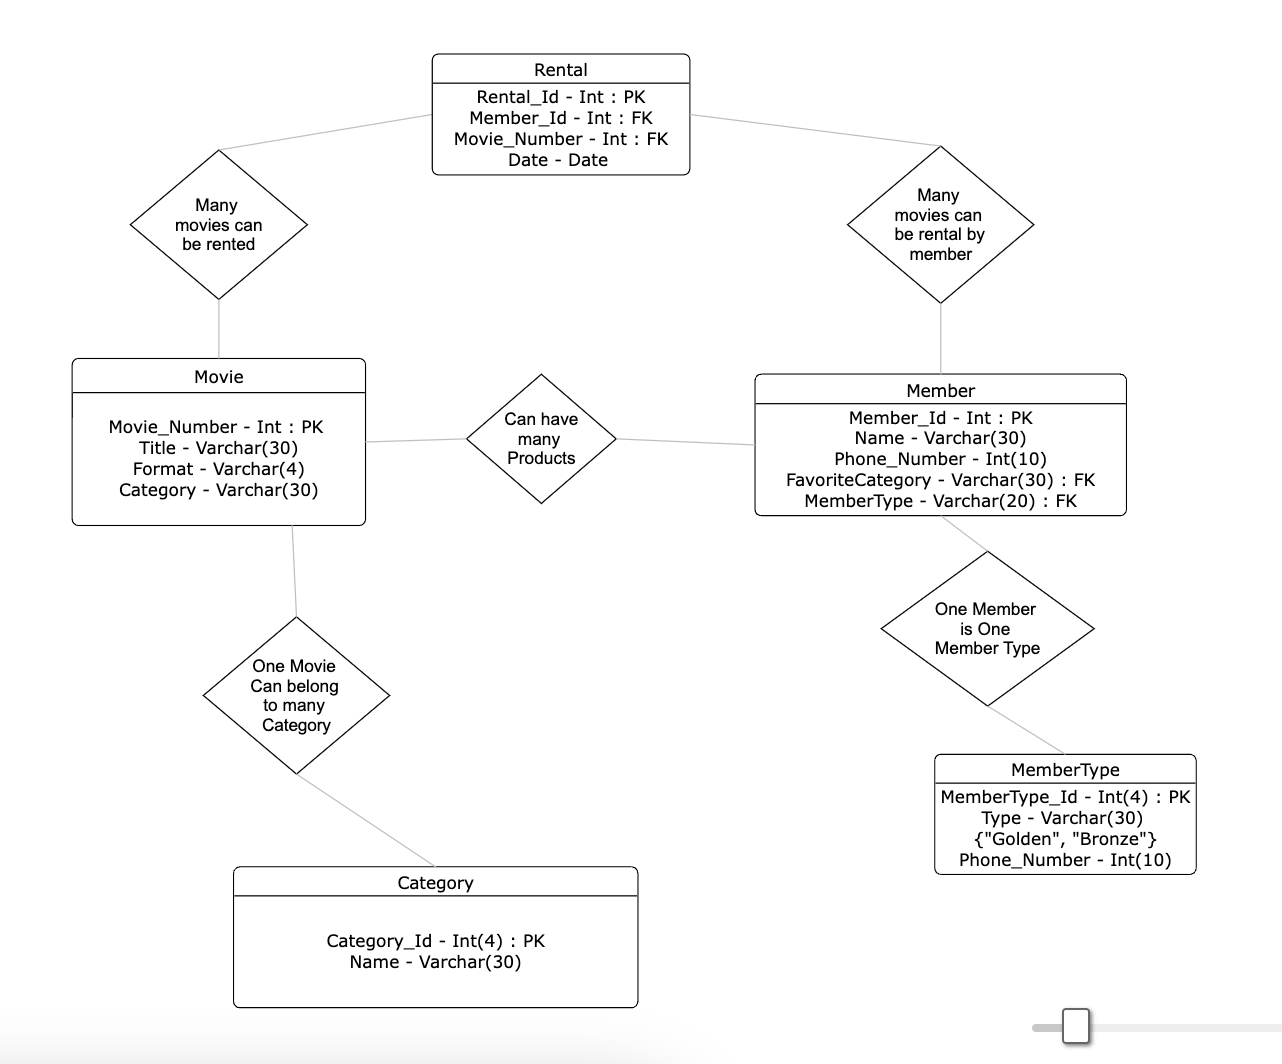 Rental
Rental_Id - Int : PK
Member_Id - Int : FK
Movie_Number - Int : FK
Date - Date
Many
movies can
be rented
Many
movies can
be rental by
member
Movie
Movie_Number - Int : PK
Title - Varchar(30)
Format - Varchar(4)
Category - Varchar(30)
Can have
many
Products
Member
Member_Id - Int : PK
Name - Varchar(30)
Phone_Number - Int(10)
FavoriteCategory - Varchar(30) : FK
MemberType - Varchar(20) : FK
One Movie
Can belong
to many
Category
One Member
is One
Member Type
MemberType
MemberType_Id - Int(4) : PK
Type - Varchar(30)
{"Golden", "Bronze"}
Phone_Number - Int(10)
Category
Category_Id - Int(4) : PK
Name - Varchar(30)